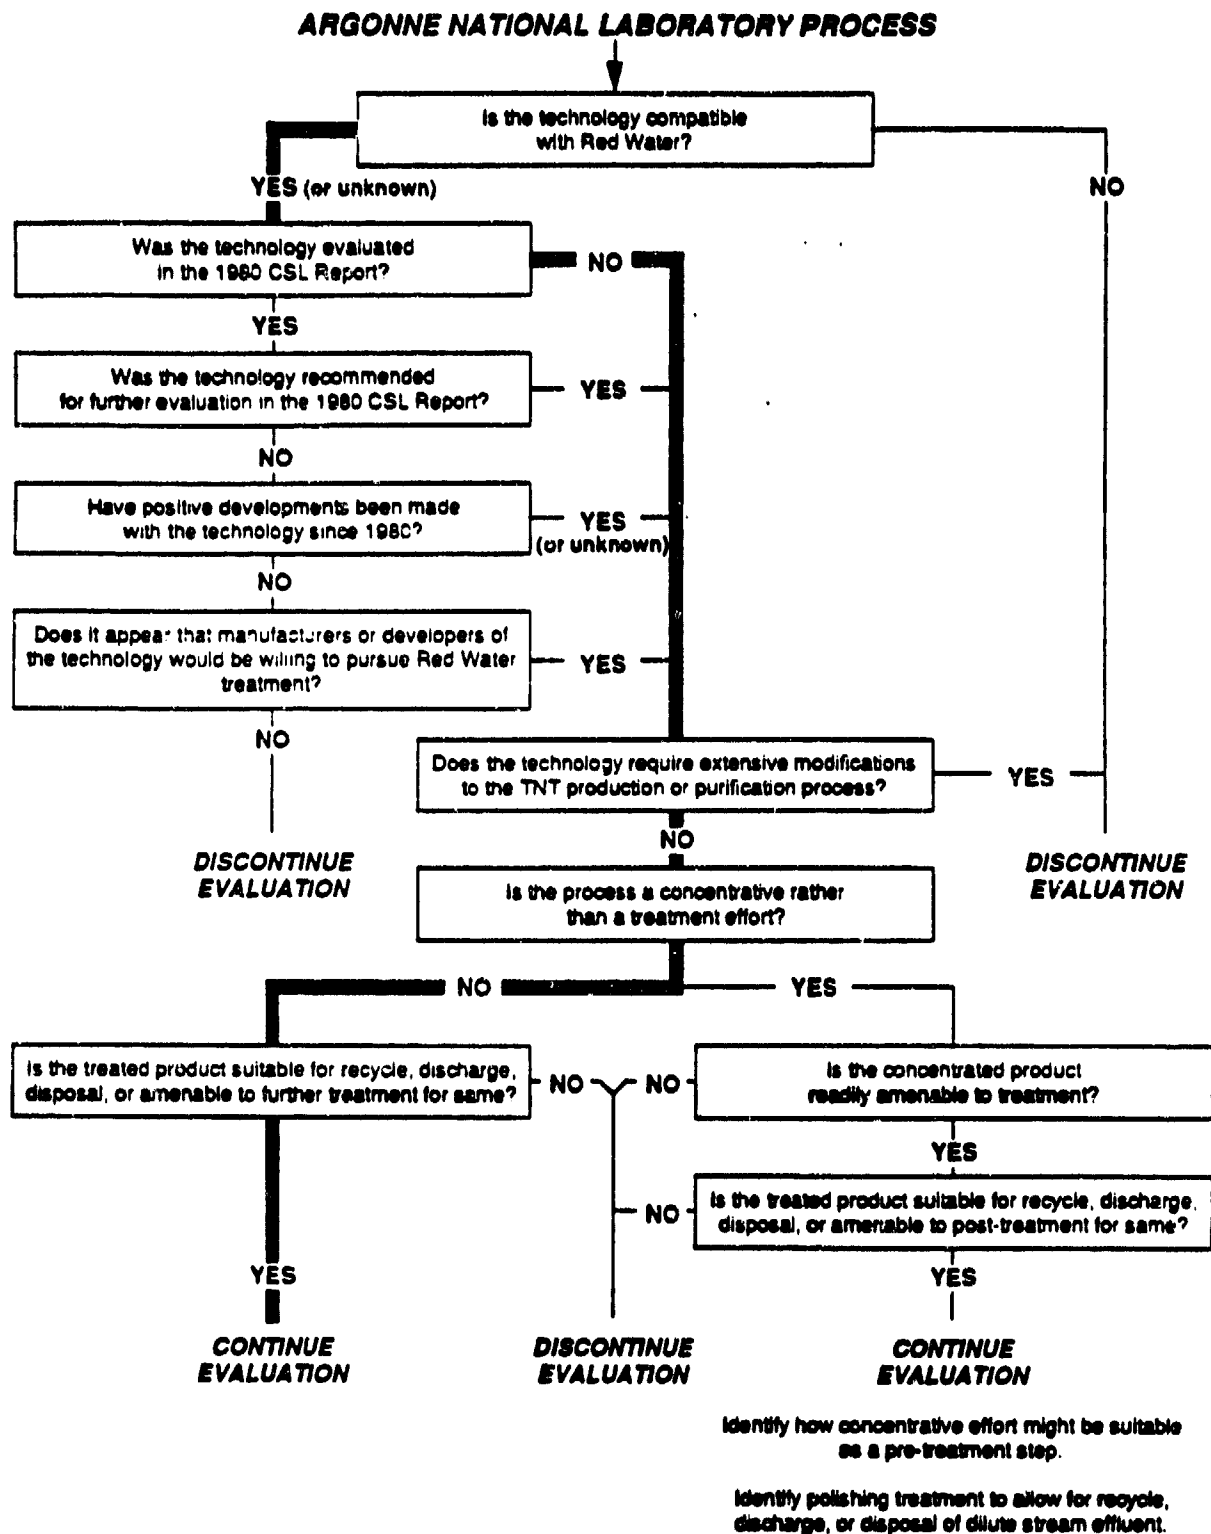 ARGONNE NATIONAL LABORATORY PROCESS
Is the technology compatible
with Red Water?
YES (or unknown)
NO
Was the technology evaluated
in the 1980 CSL Report?
NO
YES
Was the technology recommended
for further evaluation in the 1980 CSL Report?
YES
NO
Have positive developments been made
with the technology since 1980?
YES
(or unknown)
NO
Does it appear that manufacturers or developers of
the technology would be willing to pursue Red Water
treatment?
YES
NO
Does the technology require extensive modifications
to the TNT production or purification process?
YES
NO
DISCONTINUE
EVALUATION
DISCONTINUE
EVALUATION
Is the process a concentrative rather
than a treatment effort?
NO
YES
Is the treated product suitable for recycle, discharge,
disposal, or amenable to further treatment for same?
NO
NO
Is the concentrated product
readily amenable to treatment?
YES
Is the treated product suitable for recycle, discharge,
disposal, or amenable to post-treatment for same?
NO
YES
YES
CONTINUE
EVALUATION
DISCONTINUE
EVALUATION
CONTINUE
EVALUATION
Identify how concentrative effort might be suitable
as a pre-treatment step.
Identify polishing treatment to allow for recycle,
discharge, or disposal of dilute stream effluent.